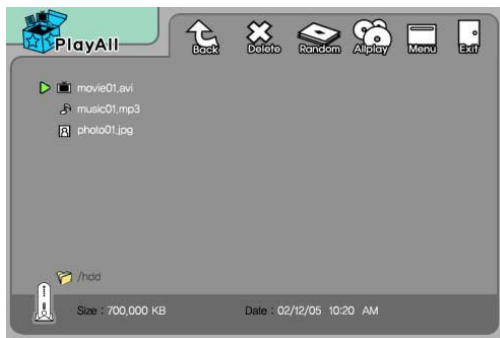 PlayAll
Back Delete Random Allplay Menu Exit
movie01.avi
music01.mp3
photo01.jpg
/hdd
Size : 700,000 KB Date : 02/12/05 10:20 AM